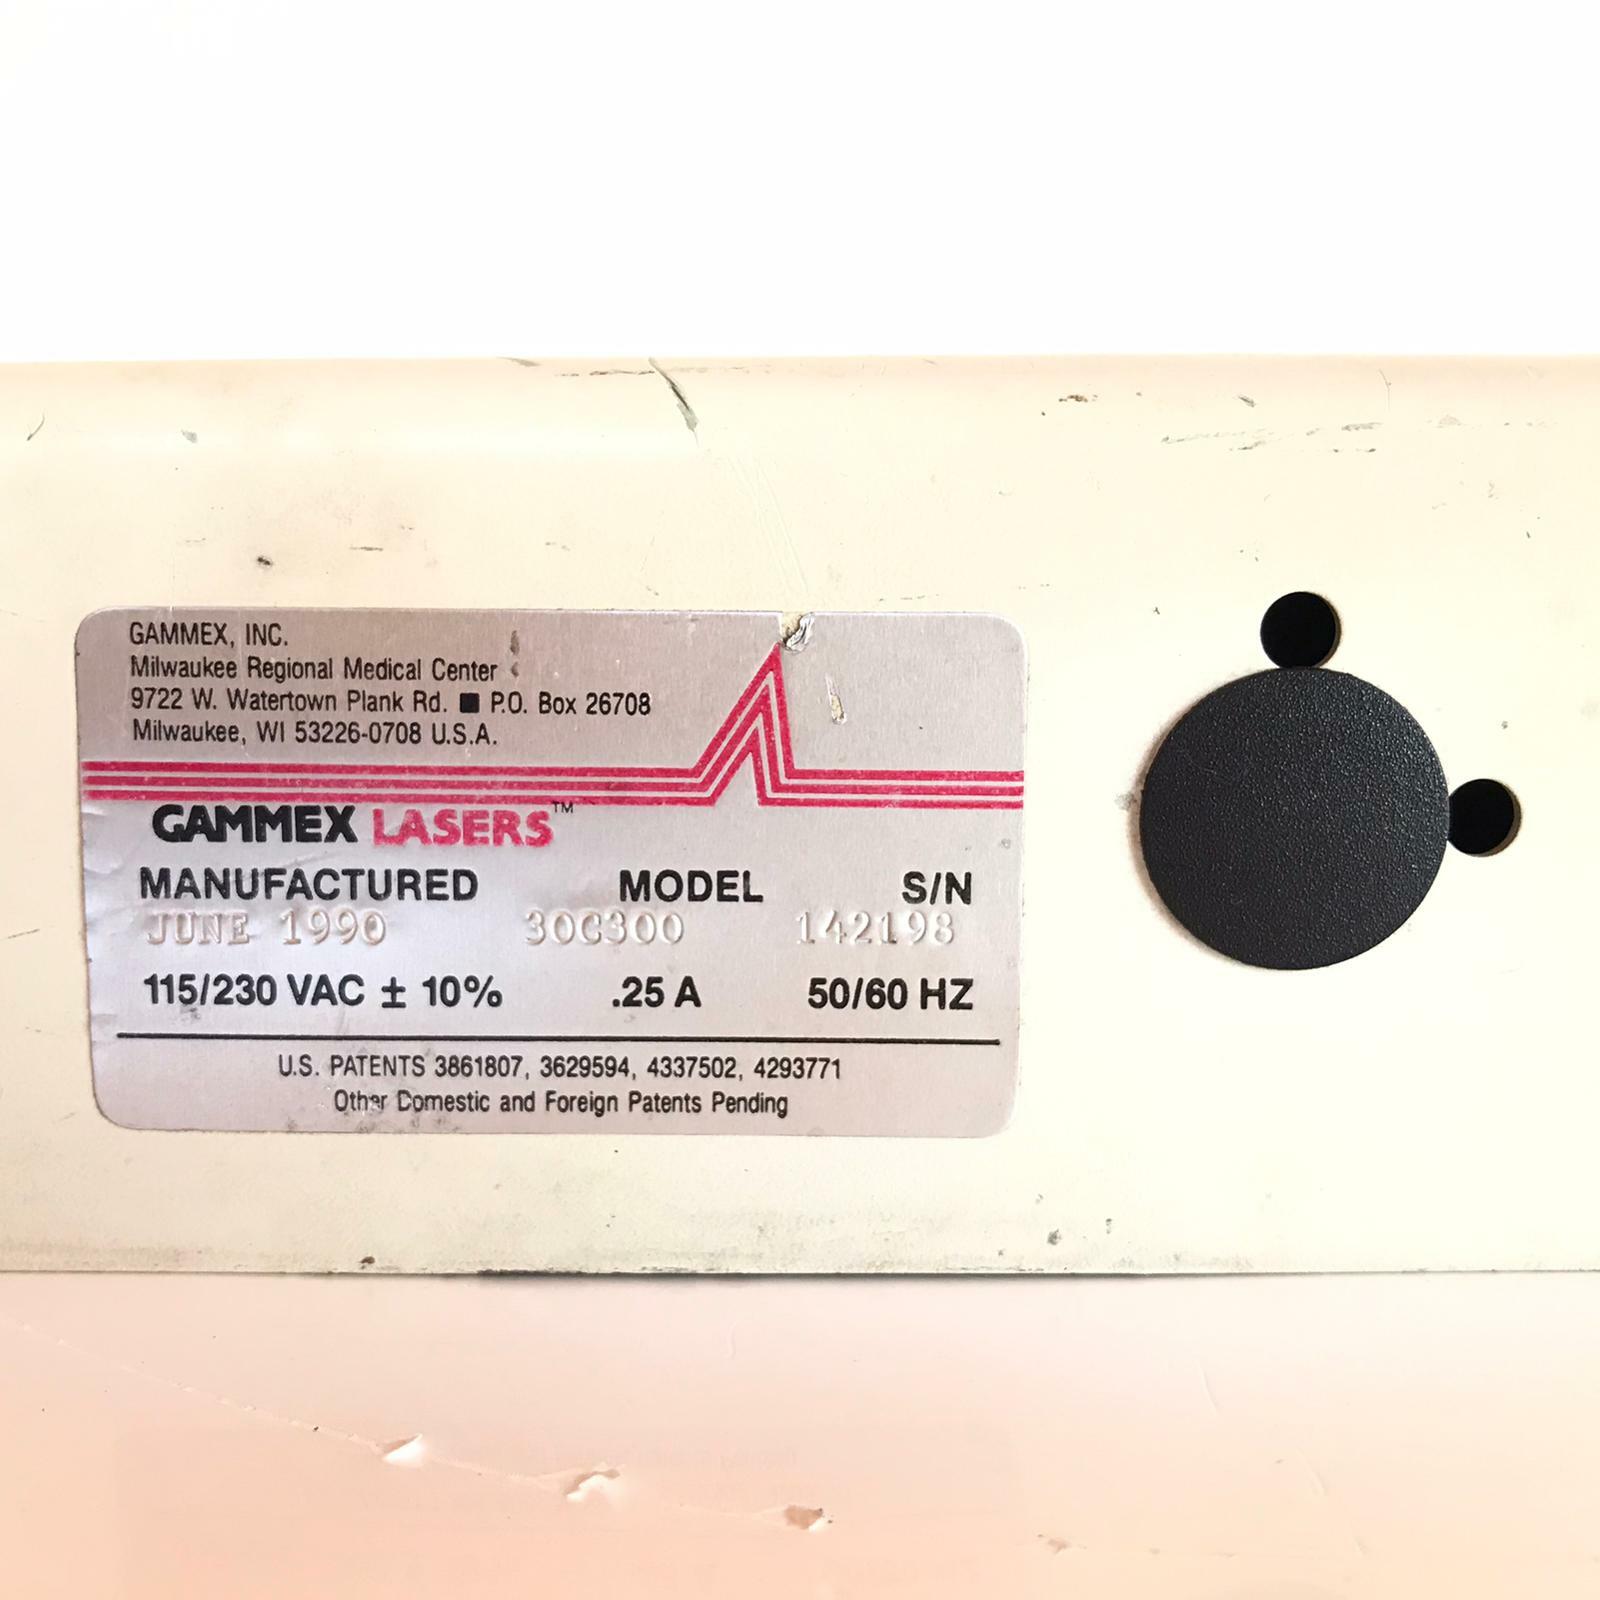 GAMMEX, INC.
Milwaukee Regional Medical Center
9722 W. Watertown Plank Rd. ■ P.O. Box 26708
Milwaukee, WI 53226-0708 U.S.A.
GAMMEX LASERS™
MANUFACTURED MODEL S/N
JUNE 1990 30C300 142198
115/230 VAC ± 10% .25 A 50/60 HZ
U.S. PATENTS 3861807, 3629594, 4337502, 4293771
Other Domestic and Foreign Patents Pending